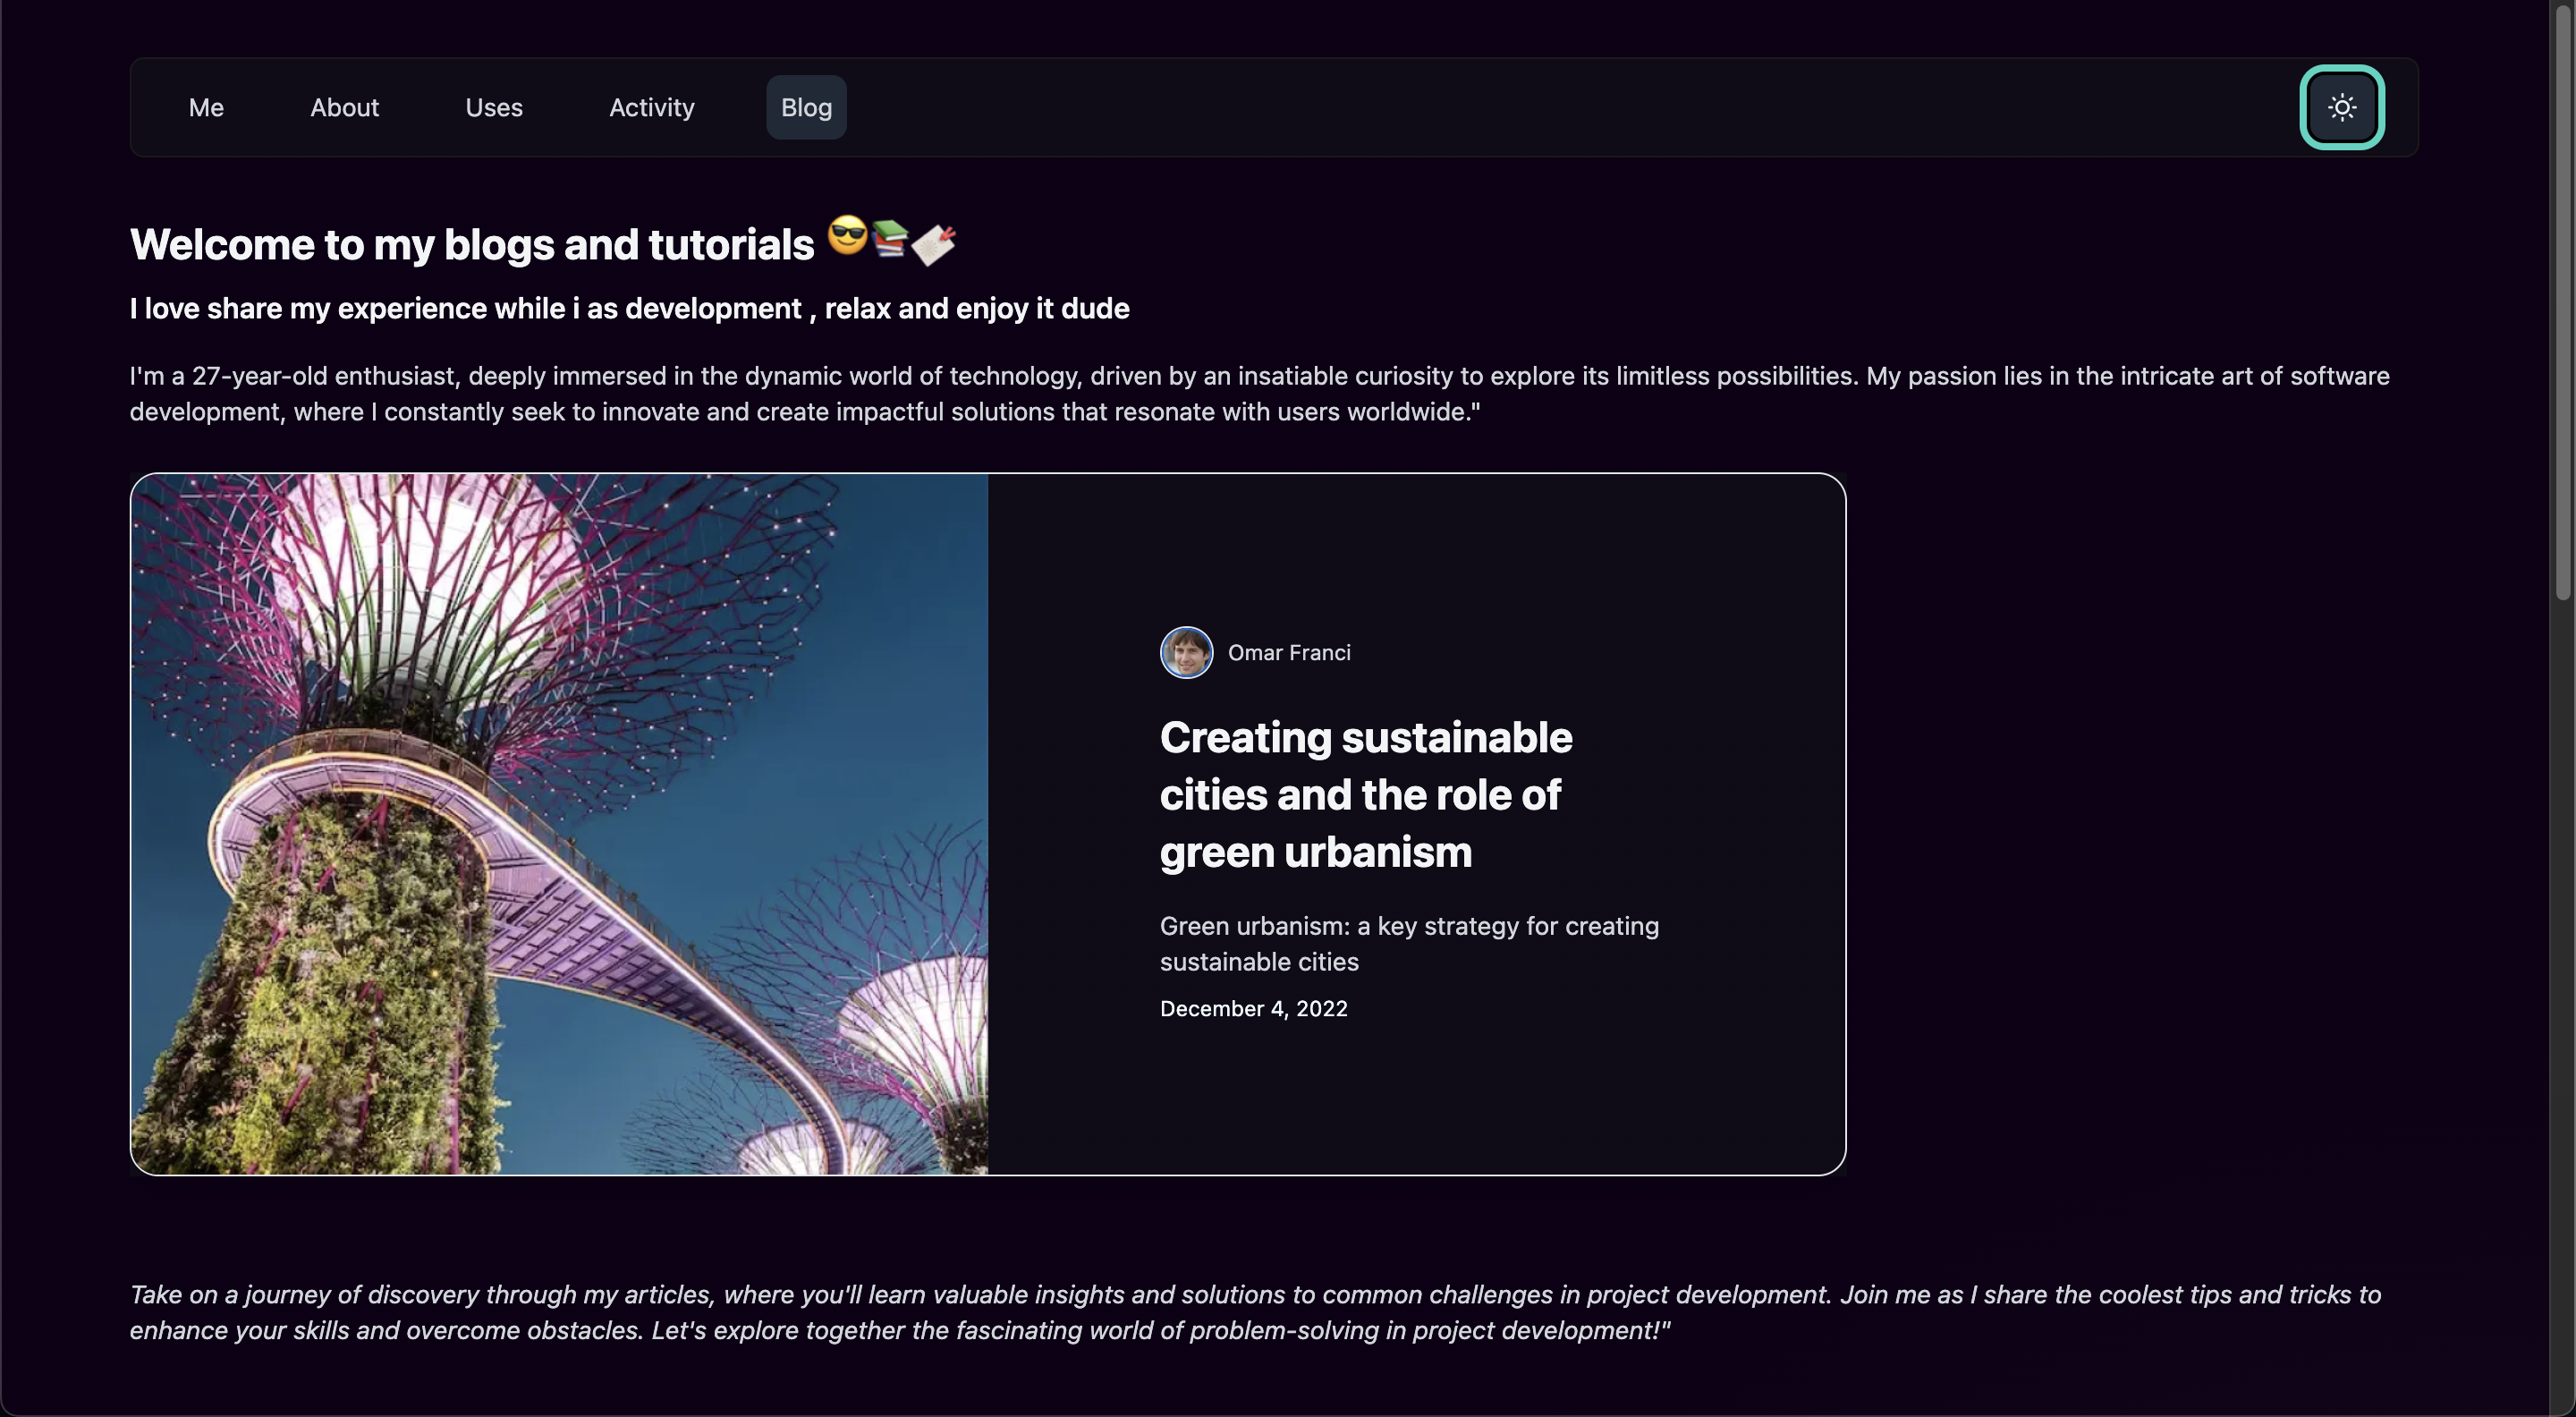 Me About Uses Activity Blog
Welcome to my blogs and tutorials
I love share my experience while i as development , relax and enjoy it dude
I'm a 27-year-old enthusiast, deeply immersed in the dynamic world of technology, driven by an insatiable curiosity to explore its limitless possibilities. My passion lies in the intricate art of software
development, where I constantly seek to innovate and create impactful solutions that resonate with users worldwide."
Omar Franci
Creating sustainable
cities and the role of
green urbanism
Green urbanism: a key strategy for creating
sustainable cities
December 4, 2022
Take on a journey of discovery through my articles, where you'll learn valuable insights and solutions to common challenges in project development. Join me as I share the coolest tips and tricks to
enhance your skills and overcome obstacles. Let's explore together the fascinating world of problem-solving in project development!"